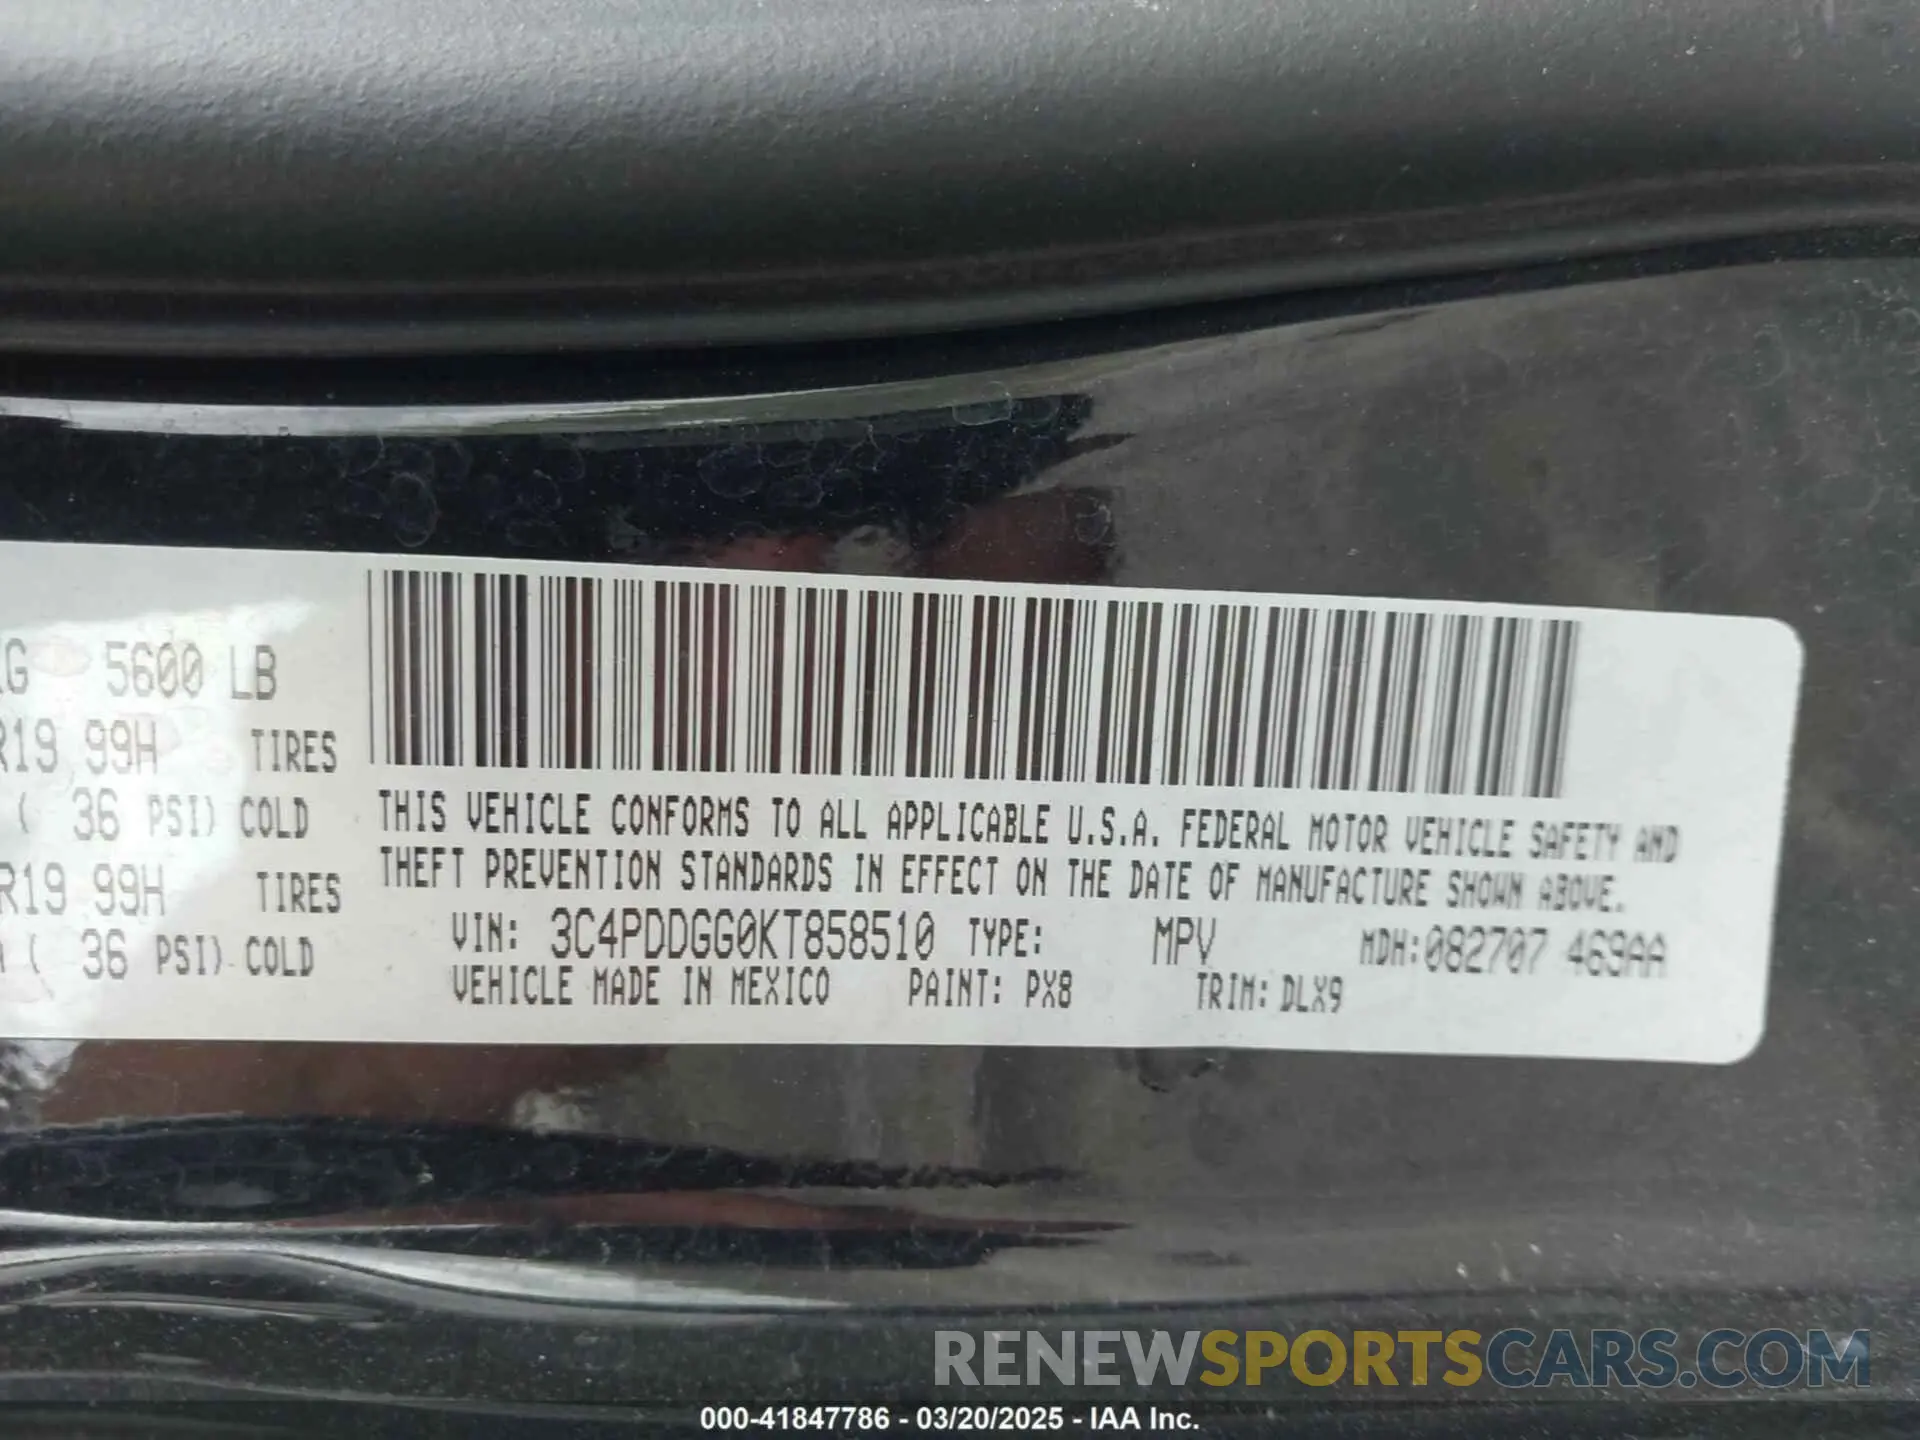 5600 LB
R19 99H TIRES
( 36 PSI) COLD
R19 99H TIRES
( 36 PSI) COLD
THIS VEHICLE CONFORMS TO ALL APPLICABLE U.S.A. FEDERAL MOTOR VEHICLE SAFETY AND
THEFT PREVENTION STANDARDS IN EFFECT ON THE DATE OF MANUFACTURE SHOWN ABOVE.
VIN: 3C4PDDGG0KT858510 TYPE: MPV MDH:082707 469AA
VEHICLE MADE IN MEXICO PAINT: PX8 TRIM: DLX9
RENEWSPORTSCARS.COM
000-41847786 - 03/20/2025 - IAA Inc.